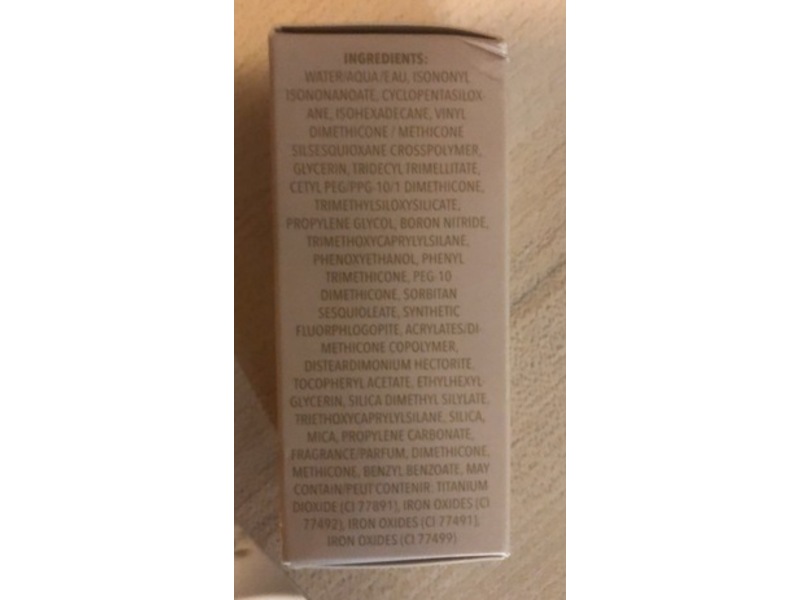 INGREDIENTS:
WATER/AQUA/EAU, ISONONYL
ISONONANOATE, CYCLOPENTASILOX-
ANE, ISOHEXADECANE, VINYL
DIMETHICONE / METHICONE
SILSESQUIOXANE CROSSPOLYMER,
GLYCERIN, TRIDECYL TRIMELLITATE,
CETYL PEG/PPG-10/1 DIMETHICONE,
TRIMETHYLSILOXYSILICATE,
PROPYLENE GLYCOL, BORON NITRIDE,
TRIMETHOXYCAPRYLYLSILANE,
PHENOXYETHANOL, PHENYL
TRIMETHICONE, PEG-10
DIMETHICONE, SORBITAN
SESQUIOLEATE, SYNTHETIC
FLUORPHLOGOPITE, ACRYLATES/DI-
METHICONE COPOLYMER,
DISTEARDIMONIUM HECTORITE,
TOCOPHERYL ACETATE, ETHYLHEXYL-
GLYCERIN, SILICA DIMETHYL SILYLATE,
TRIETHOXYCAPRYLYLSILANE, SILICA,
MICA, PROPYLENE CARBONATE,
FRAGRANCE/PARFUM, DIMETHICONE,
METHICONE, BENZYL BENZOATE. MAY
CONTAIN/PEUT CONTENIR: TITANIUM
DIOXIDE (CI 77891), IRON OXIDES (CI
77492), IRON OXIDES (CI 77491),
IRON OXIDES (CI 77499)